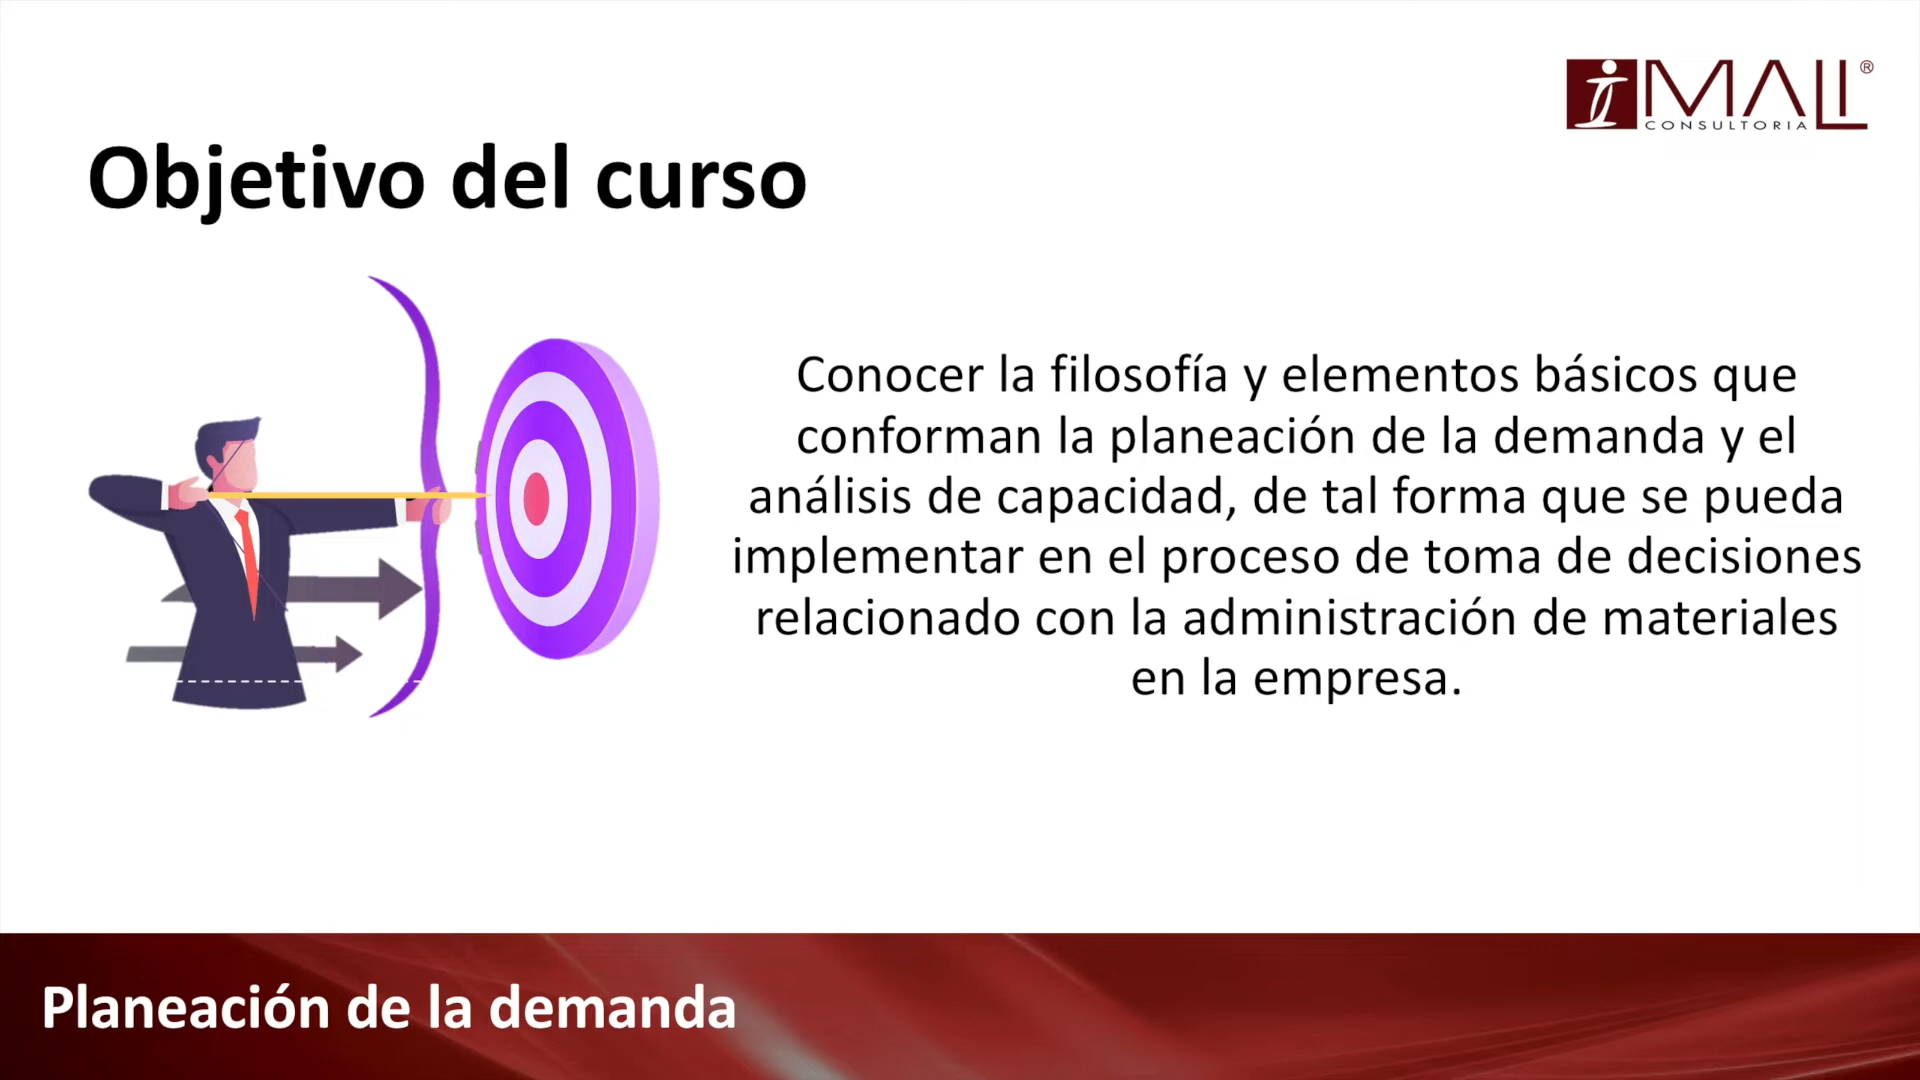 iMALI®
CONSULTORIA
Objetivo del curso
Conocer la filosofía y elementos básicos que
conforman la planeación de la demanda y el
análisis de capacidad, de tal forma que se pueda
implementar en el proceso de toma de decisiones
relacionado con la administración de materiales
en la empresa.
Planeación de la demanda